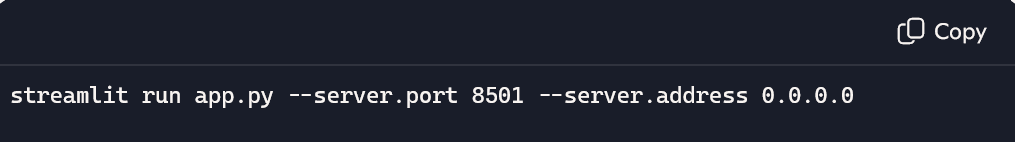 Copy
streamlit run app.py --server.port 8501 --server.address 0.0.0.0